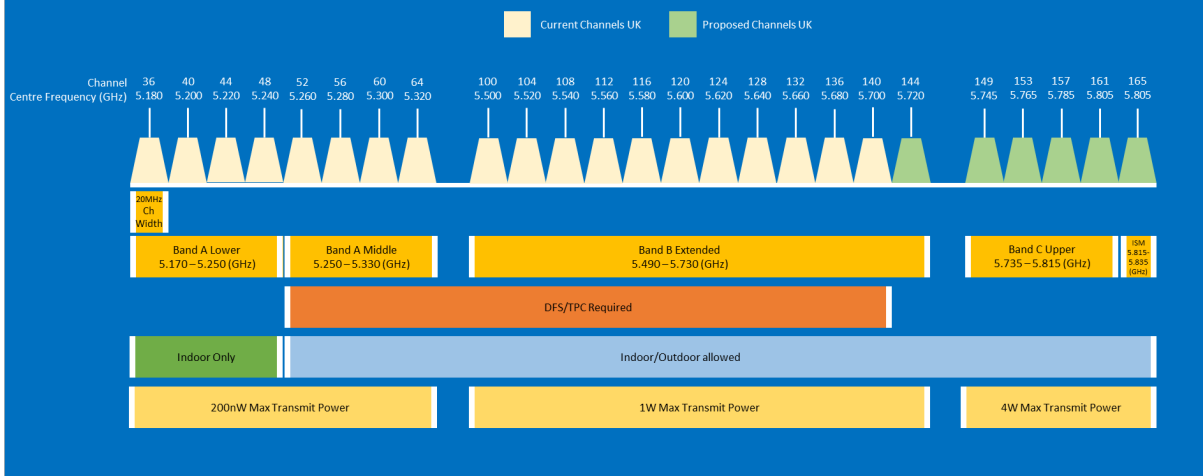 Current Channels UK
Proposed Channels UK
Channel 36 40 44 48 52 56 60 64 100 104 108 112 116 120 124 128 132 136 140 144 149 153 157 161 165
Centre Frequency (GHz) 5.180 5.200 5.220 5.240 5.260 5.280 5.300 5.320 5.500 5.520 5.540 5.560 5.580 5.600 5.620 5.640 5.660 5.680 5.700 5.720 5.745 5.765 5.785 5.805 5.805
20MHz
Ch
Width
Band A Lower
5.170–5.250 (GHz)
Band A Middle
5.250–5.330 (GHz)
Band B Extended
5.490–5.730 (GHz)
Band C Upper
5.735–5.815 (GHz)
ISM
5.815-
5.835
(GHz)
DFS/TPC Required
Indoor Only
Indoor/Outdoor allowed
200nW Max Transmit Power
1W Max Transmit Power
4W Max Transmit Power